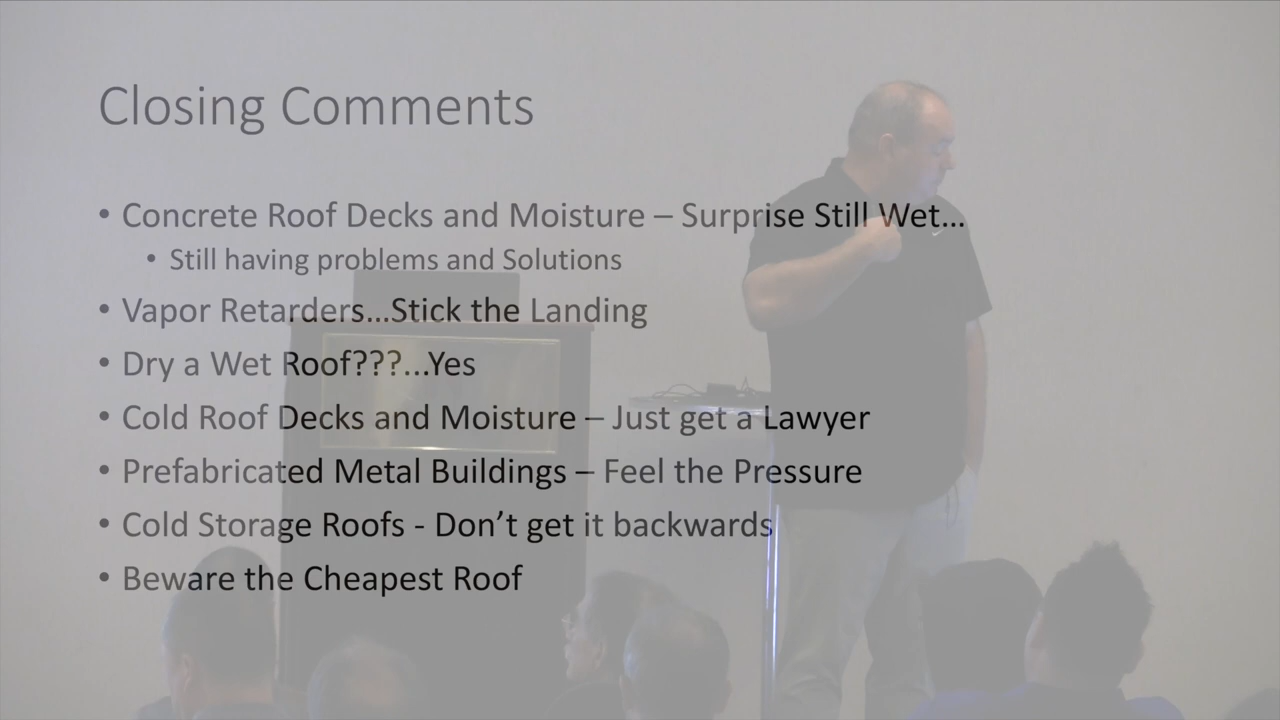 Closing Comments
• Concrete Roof Decks and Moisture – Surprise Still Wet…
• Still having problems and Solutions
• Vapor Retarders…Stick the Landing
• Dry a Wet Roof???...Yes
• Cold Roof Decks and Moisture – Just get a Lawyer
• Prefabricated Metal Buildings – Feel the Pressure
• Cold Storage Roofs - Don’t get it backwards
• Beware the Cheapest Roof